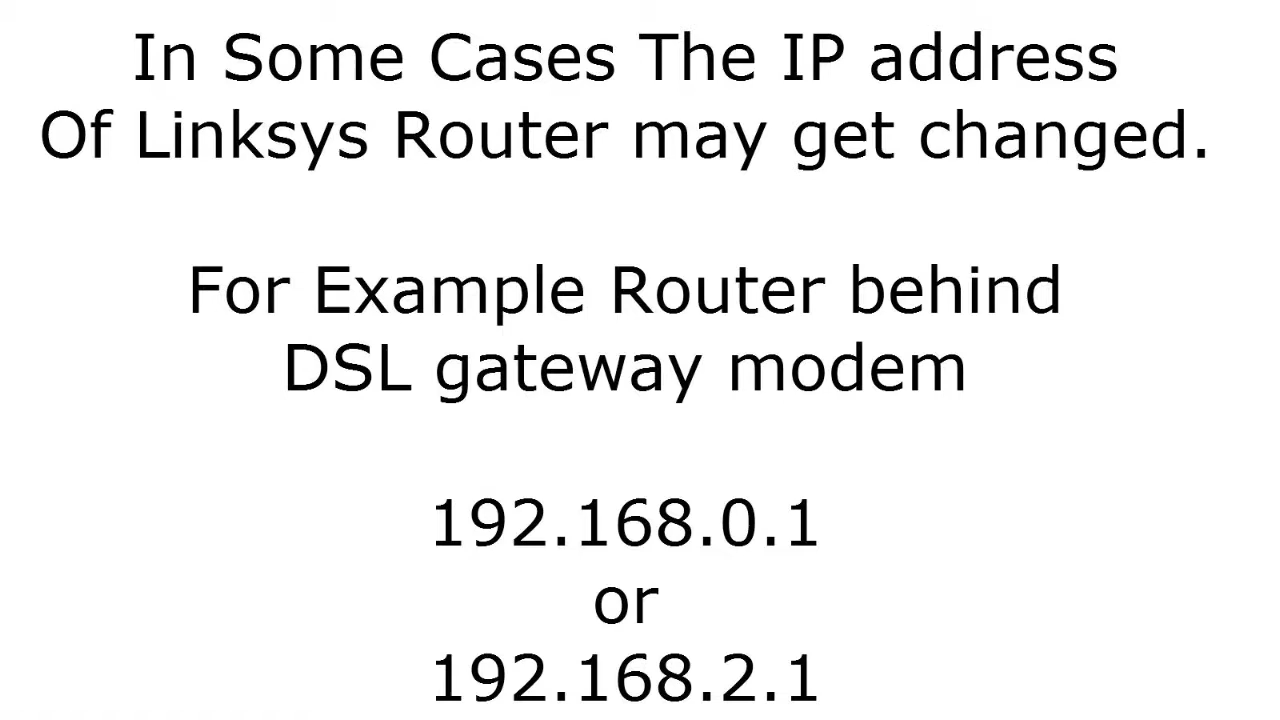 In Some Cases The IP address
Of Linksys Router may get changed.
For Example Router behind
DSL gateway modem
192.168.0.1
or
192.168.2.1